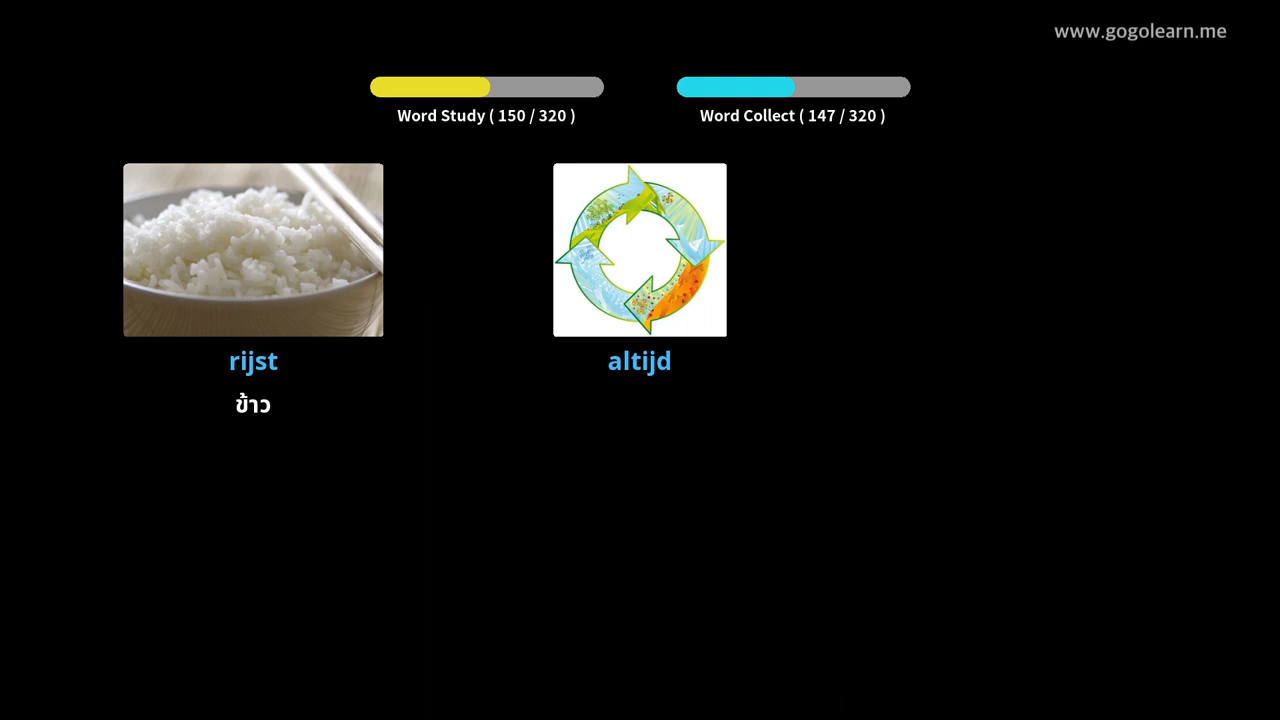 www.gogolearn.me
Word Study ( 150 / 320 )
Word Collect ( 147 / 320 )
rijst
altijd
ข้าว